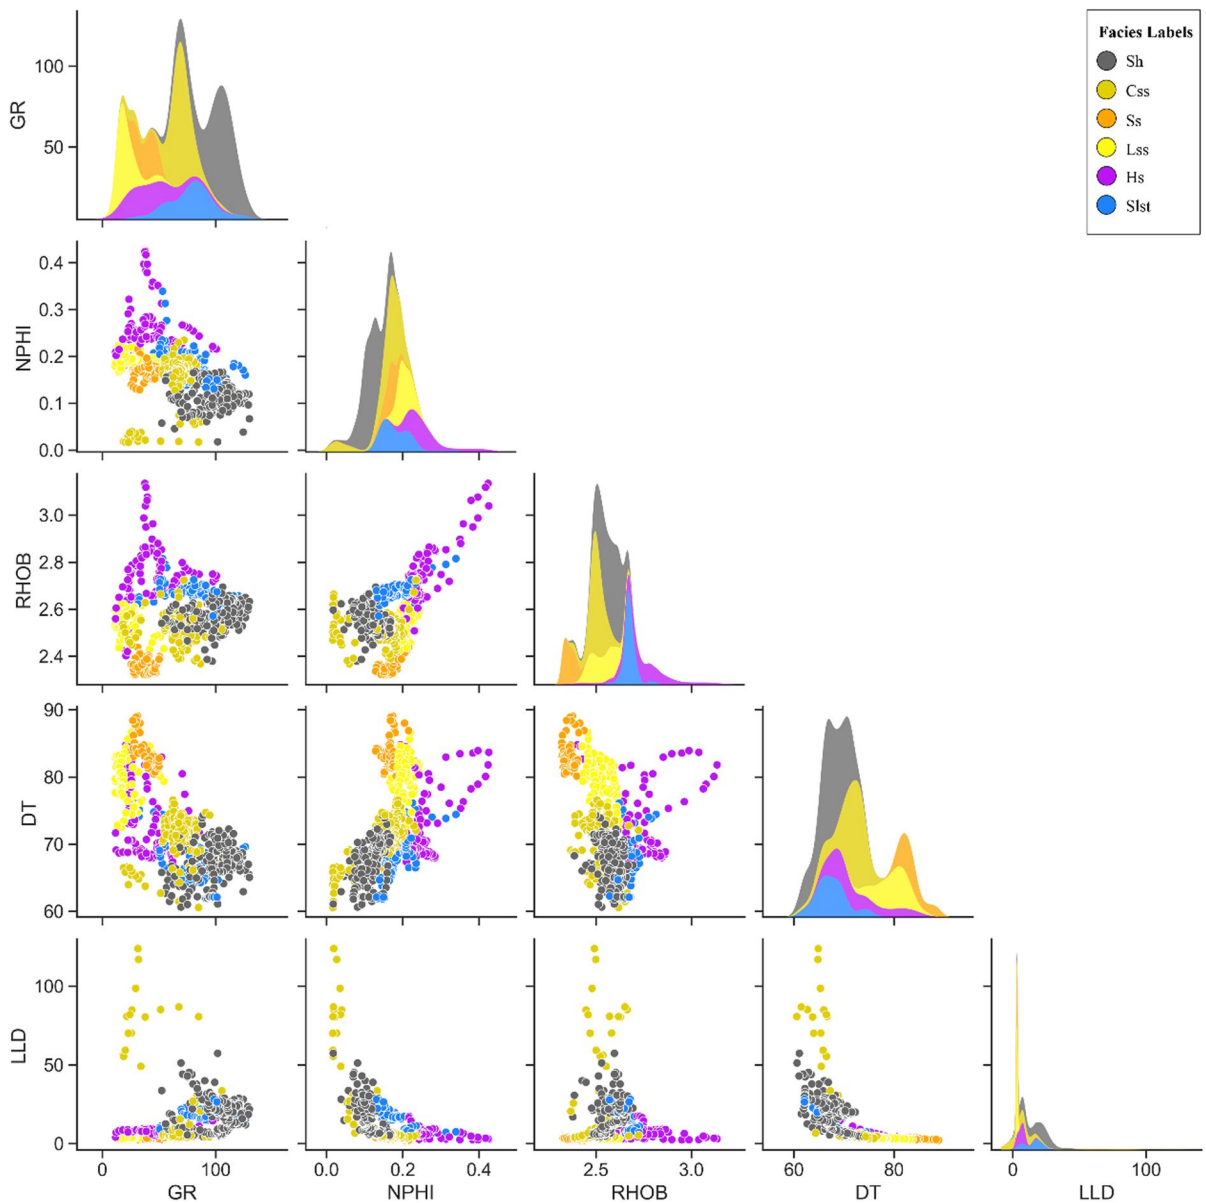 Facies Labels
Sh
Css
Ss
Lss
Hs
Slst
GR
100
50
NPHI
0.4
0.3
0.2
0.1
0.0
RHOB
3.0
2.8
2.6
2.4
DT
90
80
70
60
LLD
100
50
0
0 100
0.0 0.2 0.4
2.5 3.0
60 80
0 100
GR NPHI RHOB DT LLD